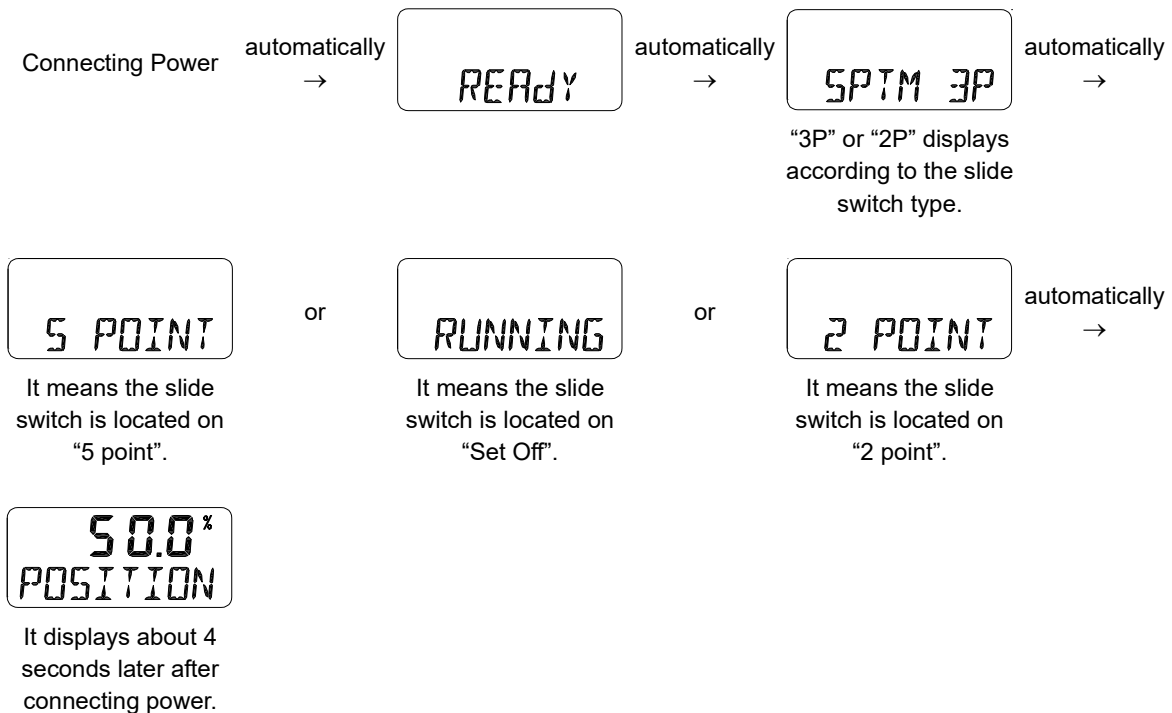 Connecting Power
automatically
→
REAdY
automatically
→
SPTM 3P
automatically
→
“3P” or “2P” displays
according to the slide
switch type.
5 POINT
or
RUNNING
or
2 POINT
automatically
→
It means the slide
switch is located on
“5 point”.
It means the slide
switch is located on
“Set Off”.
It means the slide
switch is located on
“2 point”.
50.0%
POSITION
It displays about 4
seconds later after
connecting power.